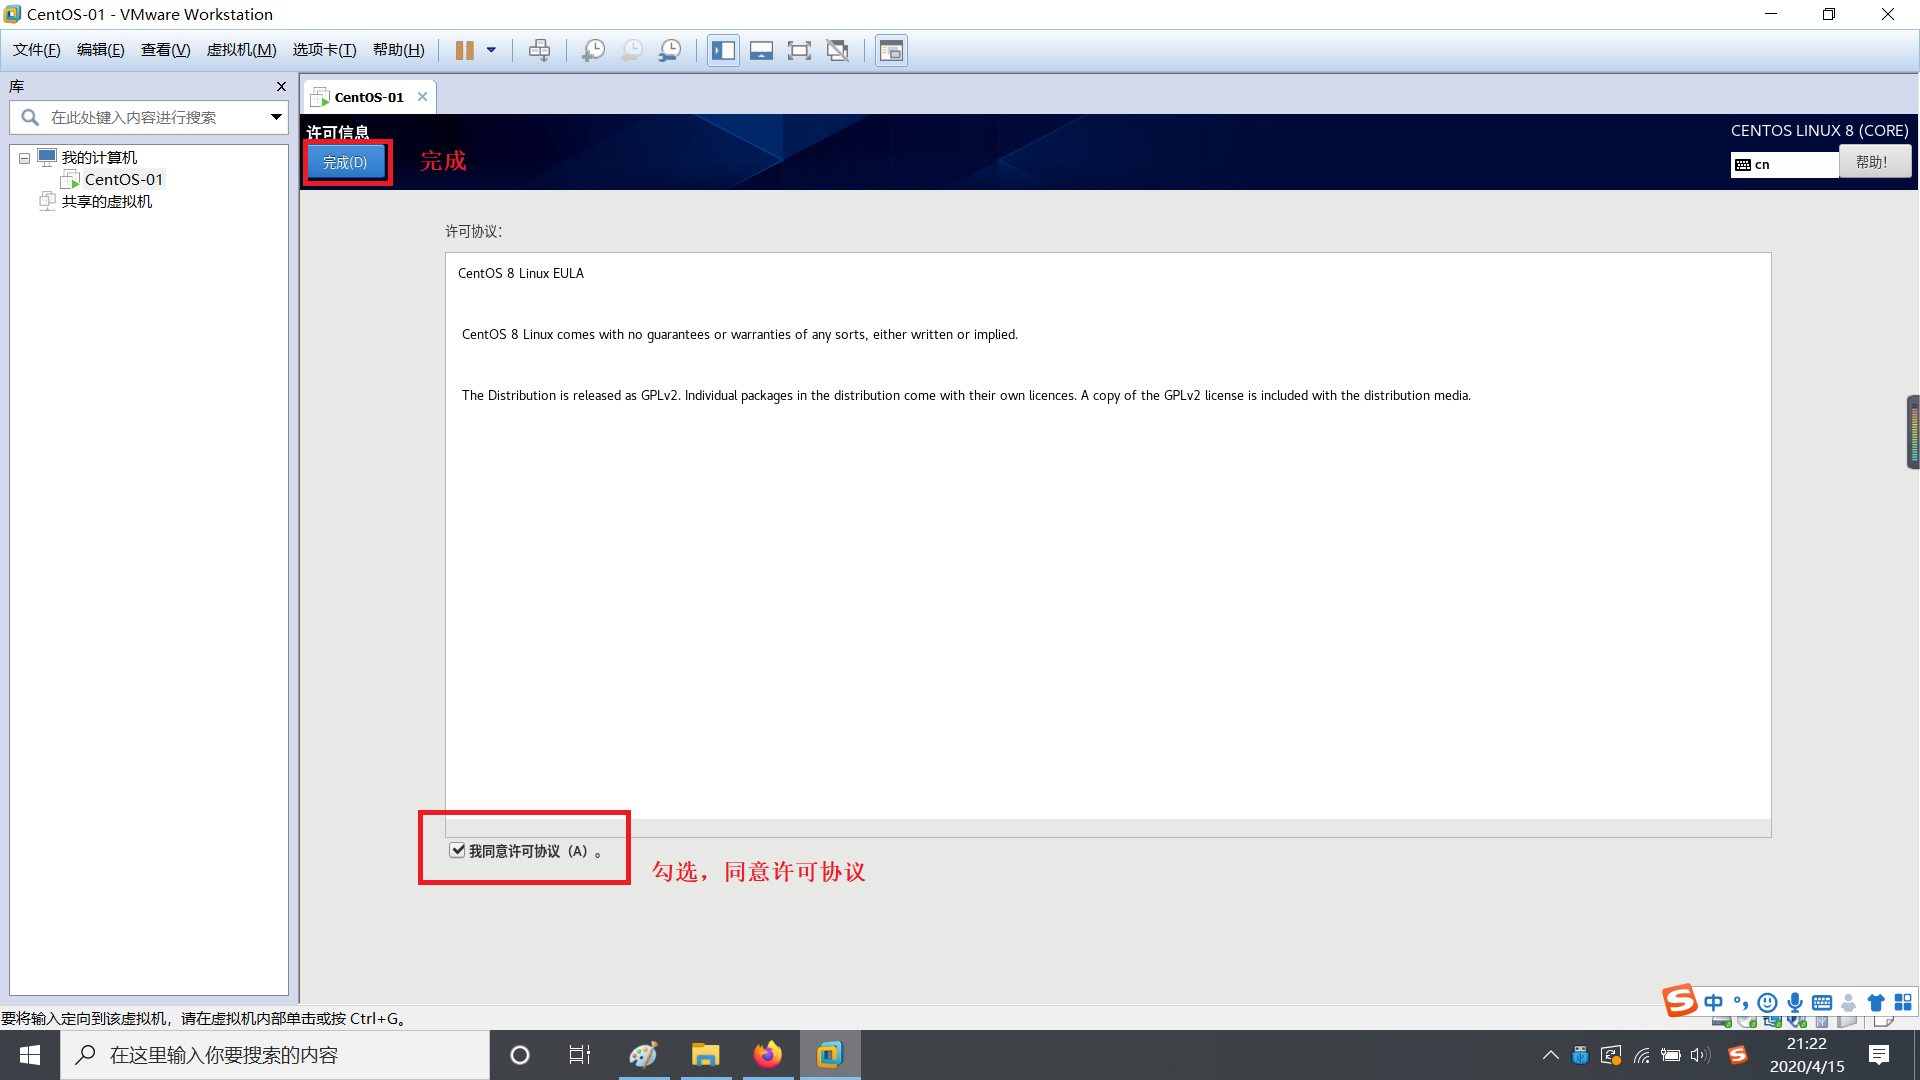 CentOS-01 - VMware Workstation
文件(F) 编辑(E) 查看(V) 虚拟机(M) 选项卡(T) 帮助(H)
库
在此处键入内容进行搜索
我的计算机
CentOS-01
共享的虚拟机
CentOS-01
许可信息
完成(D)
完成
CENTOS LINUX 8 (CORE)
cn
帮助！
许可协议：
CentOS 8 Linux EULA
CentOS 8 Linux comes with no guarantees or warranties of any sorts, either written or implied.
The Distribution is released as GPLv2. Individual packages in the distribution come with their own licences. A copy of the GPLv2 license is included with the distribution media.
我同意许可协议（A）。
勾选，同意许可协议
中
要将输入定向到该虚拟机，请在虚拟机内部单击或按 Ctrl+G。
在这里输入你要搜索的内容
21:22
2020/4/15